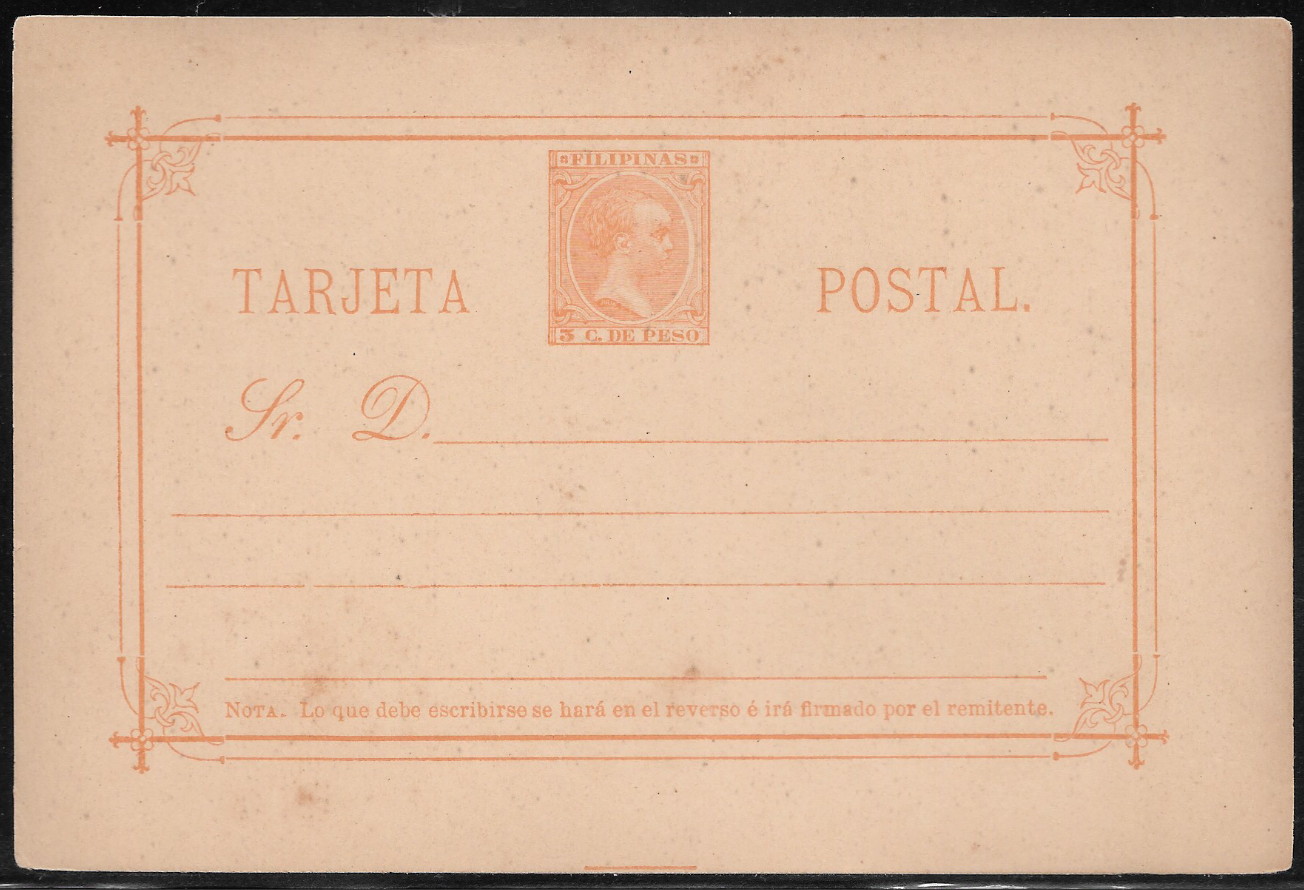 FILIPINAS
TARJETA POSTAL.
3 C. DE PESO
Sr. D.
NOTA. Lo que debe escribirse se hará en el reverso é irá firmado por el remitente.